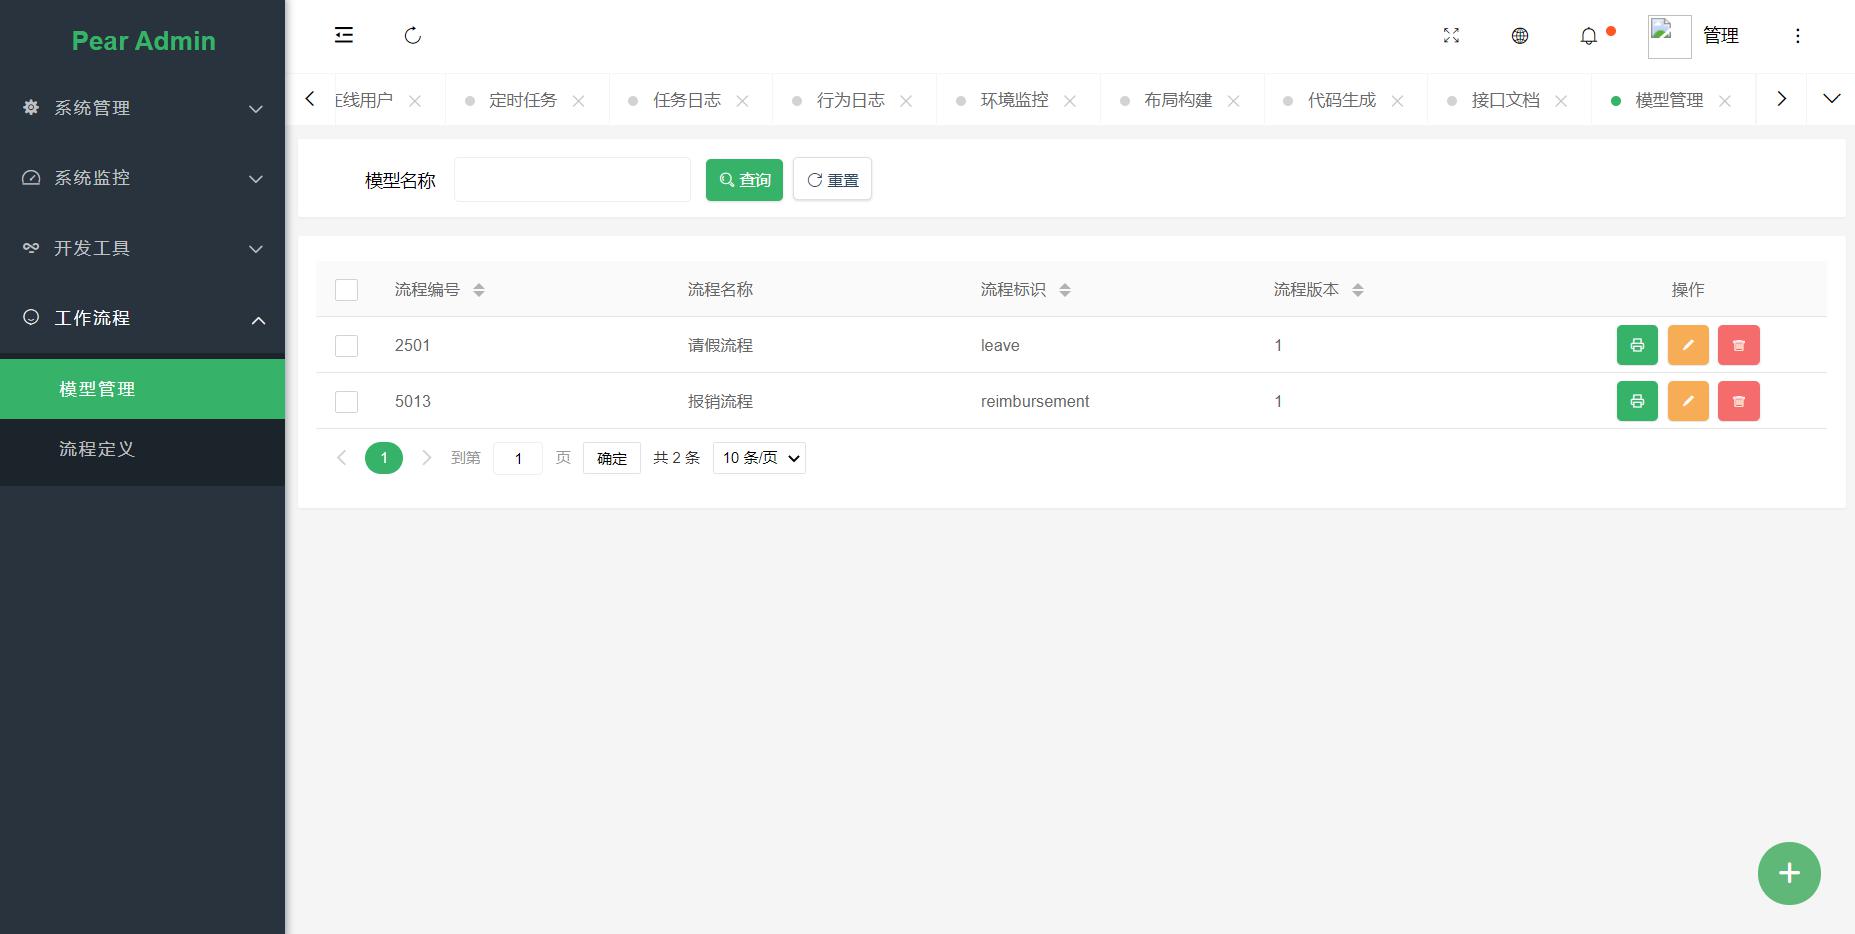 Pear Admin
系统管理
系统监控
开发工具
工作流程
模型管理
流程定义
管理
在线用户 定时任务 任务日志 行为日志 环境监控 布局构建 代码生成 接口文档 模型管理
模型名称 查询 重置
流程编号 流程名称 流程标识 流程版本 操作
2501 请假流程 leave 1
5013 报销流程 reimbursement 1
1 到第 1 页 确定 共 2 条 10 条/页